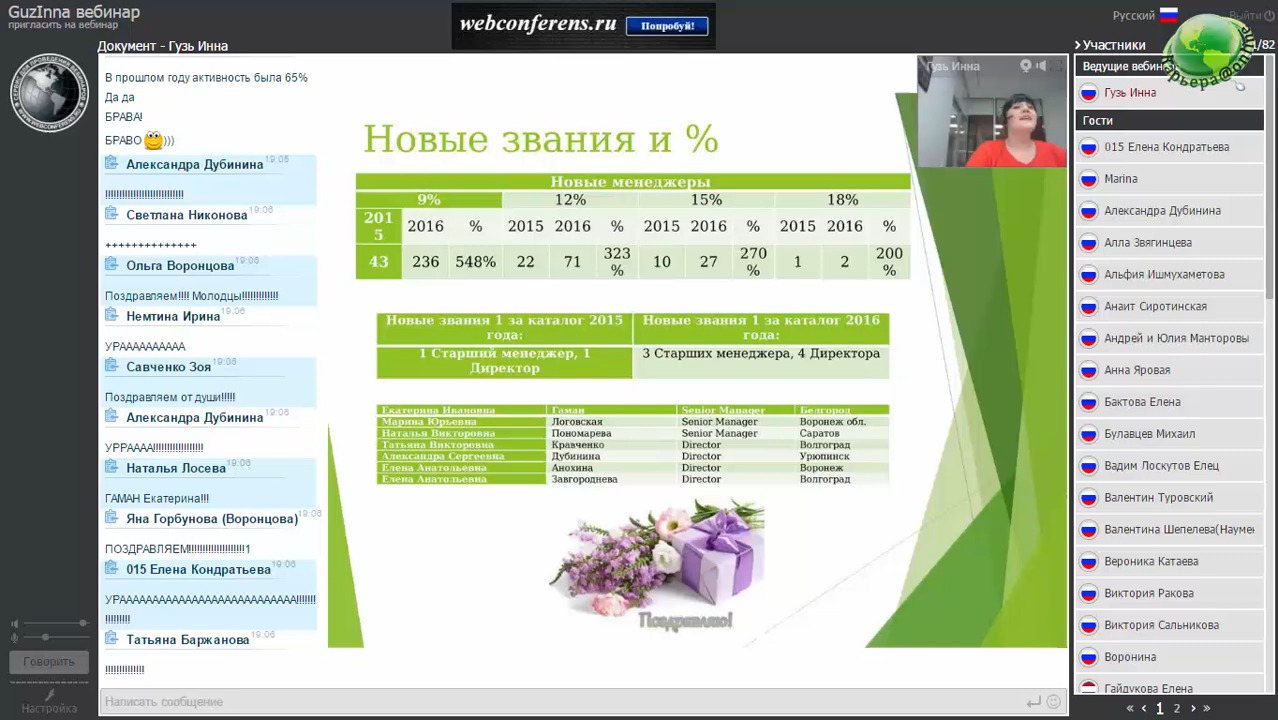 GuzInna вебинар
пригласить на вебинар
webconferens.ru Попробуй!
Русский
Выйти
Документ - Гузь Инна
В прошлом году активность была 65%
Да да
БРАВА!
БРАВО )))
Александра Дубинина 19:05
!!!!!!!!!!!!!!!!!!!!!!!!!!!
Светлана Никонова 19:06
++++++++++++++
Ольга Воронцова 19:06
Поздравляем!!!! Молодцы!!!!!!!!!!!!!
Немтина Ирина 19:06
УРАААААААААА
Савченко Зоя 19:06
Поздравляем от души!!!!!
Александра Дубинина 19:06
УРРАААА!!!!!!!!!!!!!!!!!!
Наталья Лосева 19:06
ГАМАН Екатерина!!!
Яна Горбунова (Воронцова) 19:06
ПОЗДРАВЛЯЕМ!!!!!!!!!!!!!!!!!!!!1
015 Елена Кондратьева 19:06
УРАААААААААААААААААААААААААА!!!!!!!
!!!!!!!!!
Татьяна Баржанова 19:06
!!!!!!!!!!!!!!
Говорить
Настройка
Написать сообщение
Гузь Инна
Новые звания и %
Новые менеджеры
9% 12% 15% 18%
2015 2016 % 2015 2016 % 2015 2016 % 2015 2016 %
43 236 548% 22 71 323% 10 27 270% 1 2 200%
Новые звания 1 за каталог 2015 года:
Новые звания 1 за каталог 2016 года:
1 Старший менеджер, 1 Директор
3 Старших менеджера, 4 Директора
Екатерина Ивановна Гаман Senior Manager Белгород
Марина Юрьевна Логовская Senior Manager Воронеж обл.
Наталья Викторовна Пономарева Senior Manager Саратов
Татьяна Викторовна Кравченко Director Волгоград
Александра Сергеевна Дубинина Director Урюпинск
Елена Анатольевна Анохина Director Воронеж
Елена Анатольевна Завгороднева Director Волгоград
Поздравляю!
Участники /82
Ведущие вебин
Гузь Инна
Гости
015 Елена Кондратьева
Marina
Александра Дубинина
Алла Звягинцева
Альфия Ишмухаметова
Анаит Сиротинская
Андрей и Юлия Манторовы
Анна Яровая
Бактова Елена
Булавцев Михаил
Вадим Лоскутов Елец
Валентин Туровский
Валентина Шепелева(Наумен
Вероника Катаева
Виктория Ракова
Виктория Сальникова
Воронина
Гайдукова Елена
« ‹ 1 2 › »